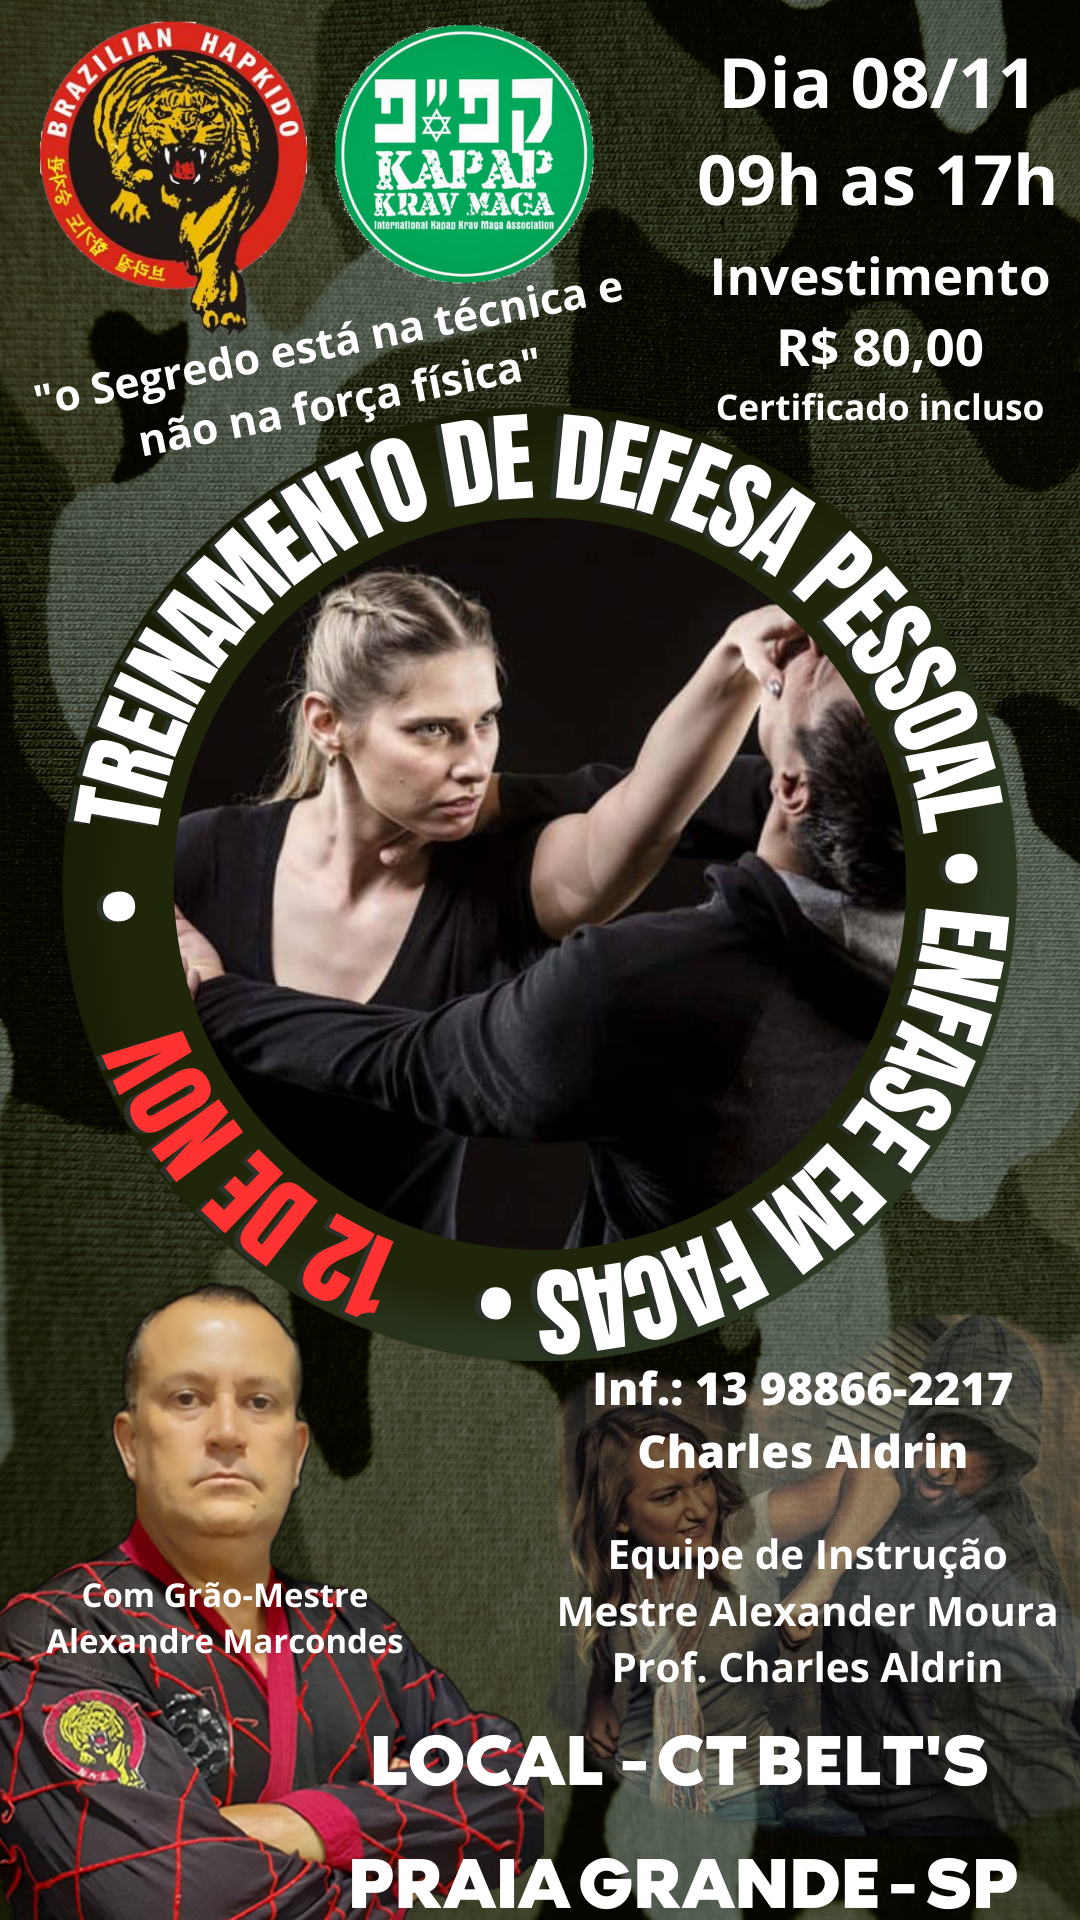 BRAZILIAN HAPKIDO
קפ״פ
KAPAP
KRAV MAGA
International Kapap Krav Maga Association
Dia 08/11
09h as 17h
Investimento
R$ 80,00
Certificado incluso
"o Segredo está na técnica e
não na força física"
• TREINAMENTO DE DEFESA PESSOAL • ENFASE EM FACAS •
12 DE NOV
Inf.: 13 98866-2217
Charles Aldrin
Equipe de Instrução
Mestre Alexander Moura
Prof. Charles Aldrin
Com Grão-Mestre
Alexandre Marcondes
LOCAL - CT BELT'S
PRAIA GRANDE - SP